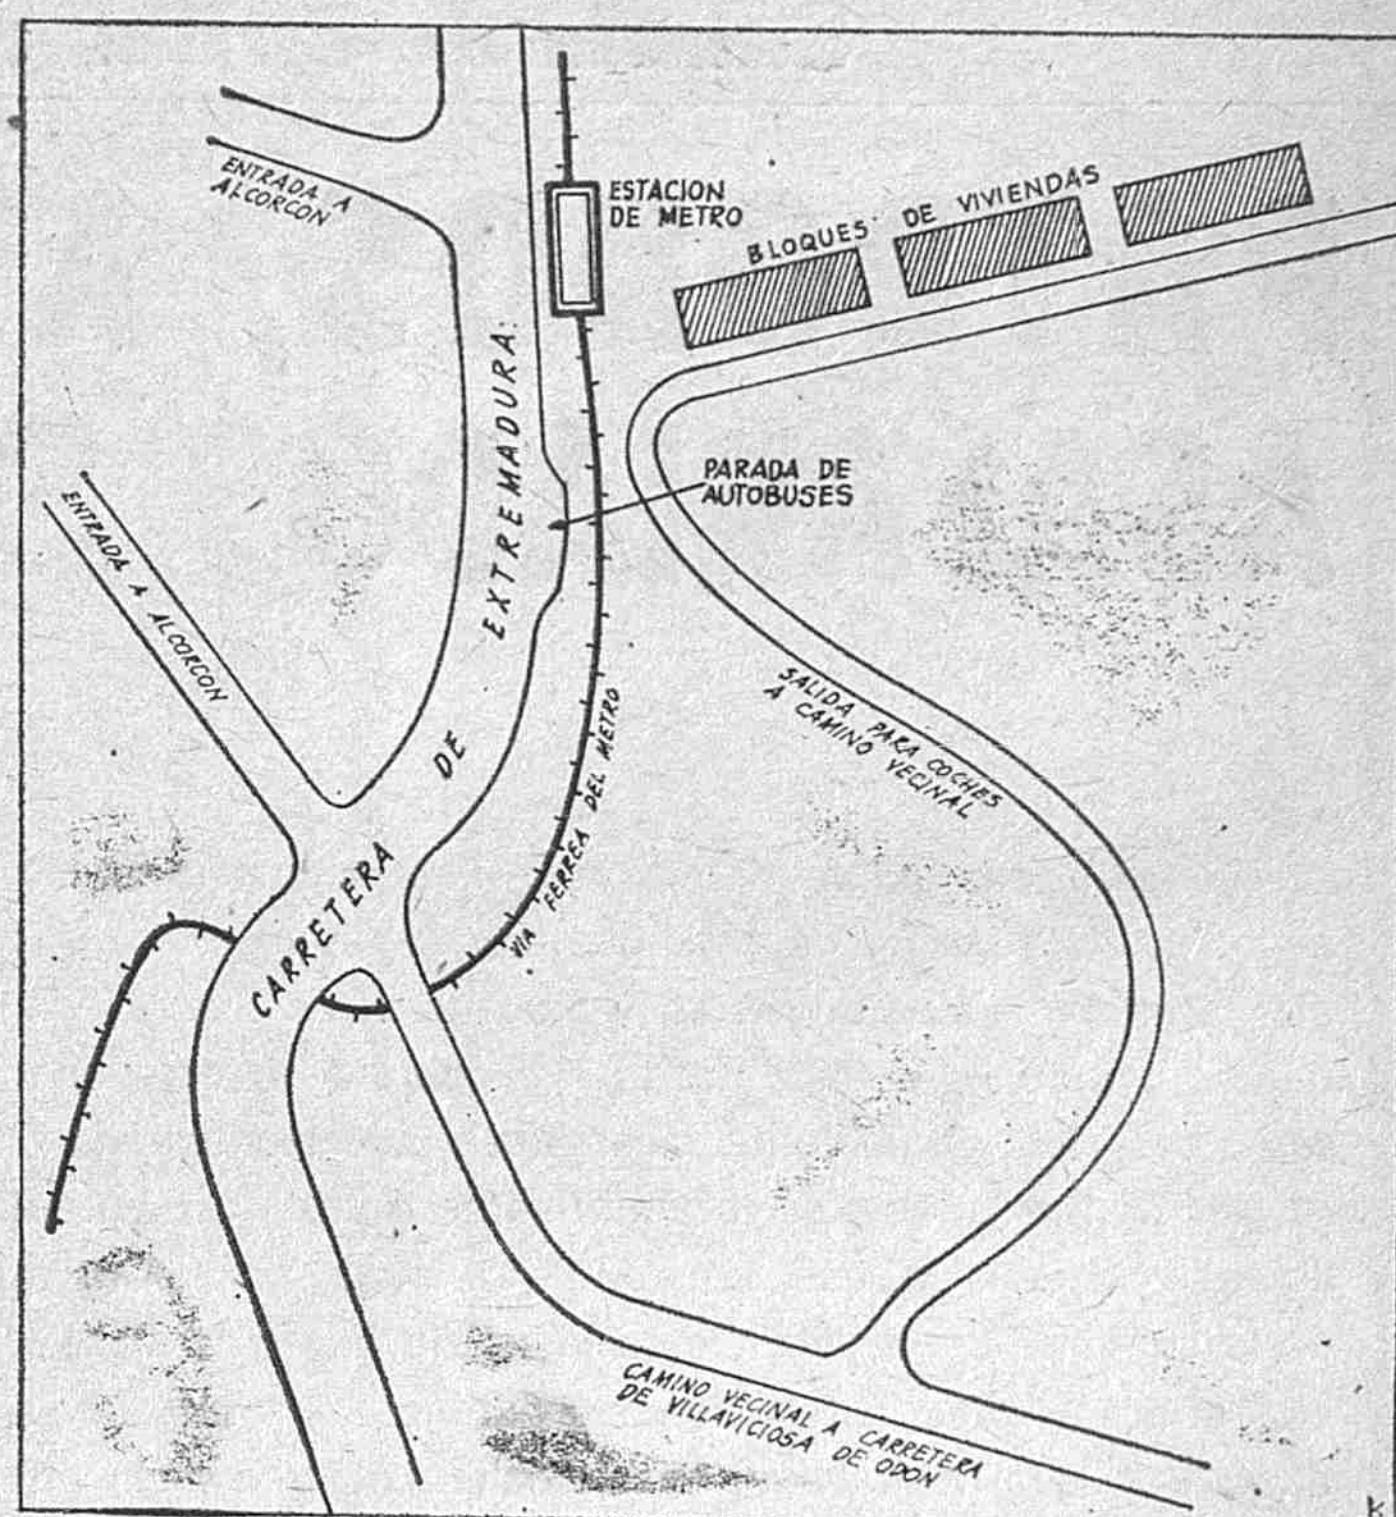 ENTRADA A
ALCORCON
ESTACION
DE METRO
BLOQUES DE VIVIENDAS
CARRETERA DE EXTREMADURA:
PARADA DE
AUTOBUSES
ENTRADA A ALCORCON
SALIDA PARA COCHES
A CAMINO VECINAL
VIA FERREA DEL METRO
CAMINO VECINAL A CARRETERA
DE VILLAVICIOSA DE ODON
K